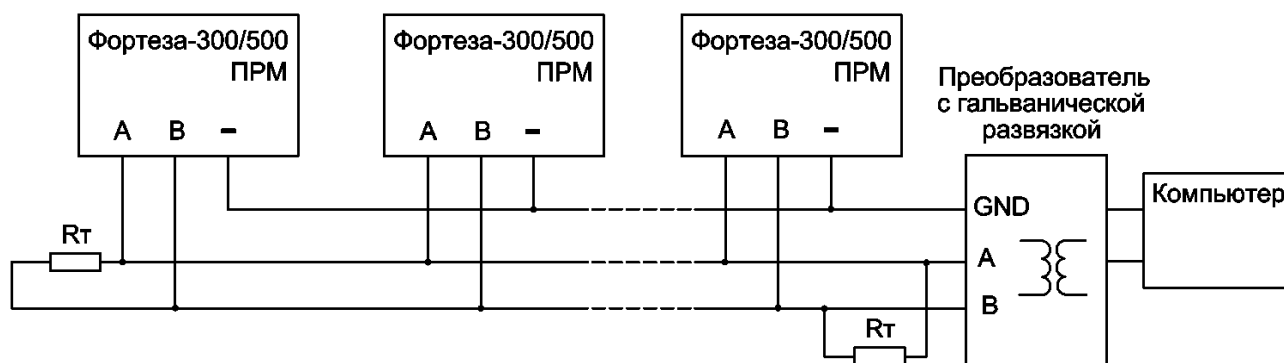 Фортеза-300/500
ПРМ
А В –
Фортеза-300/500
ПРМ
А В –
Фортеза-300/500
ПРМ
А В –
Преобразователь
с гальванической
развязкой
GND
А
В
Компьютер
Rт
Rт